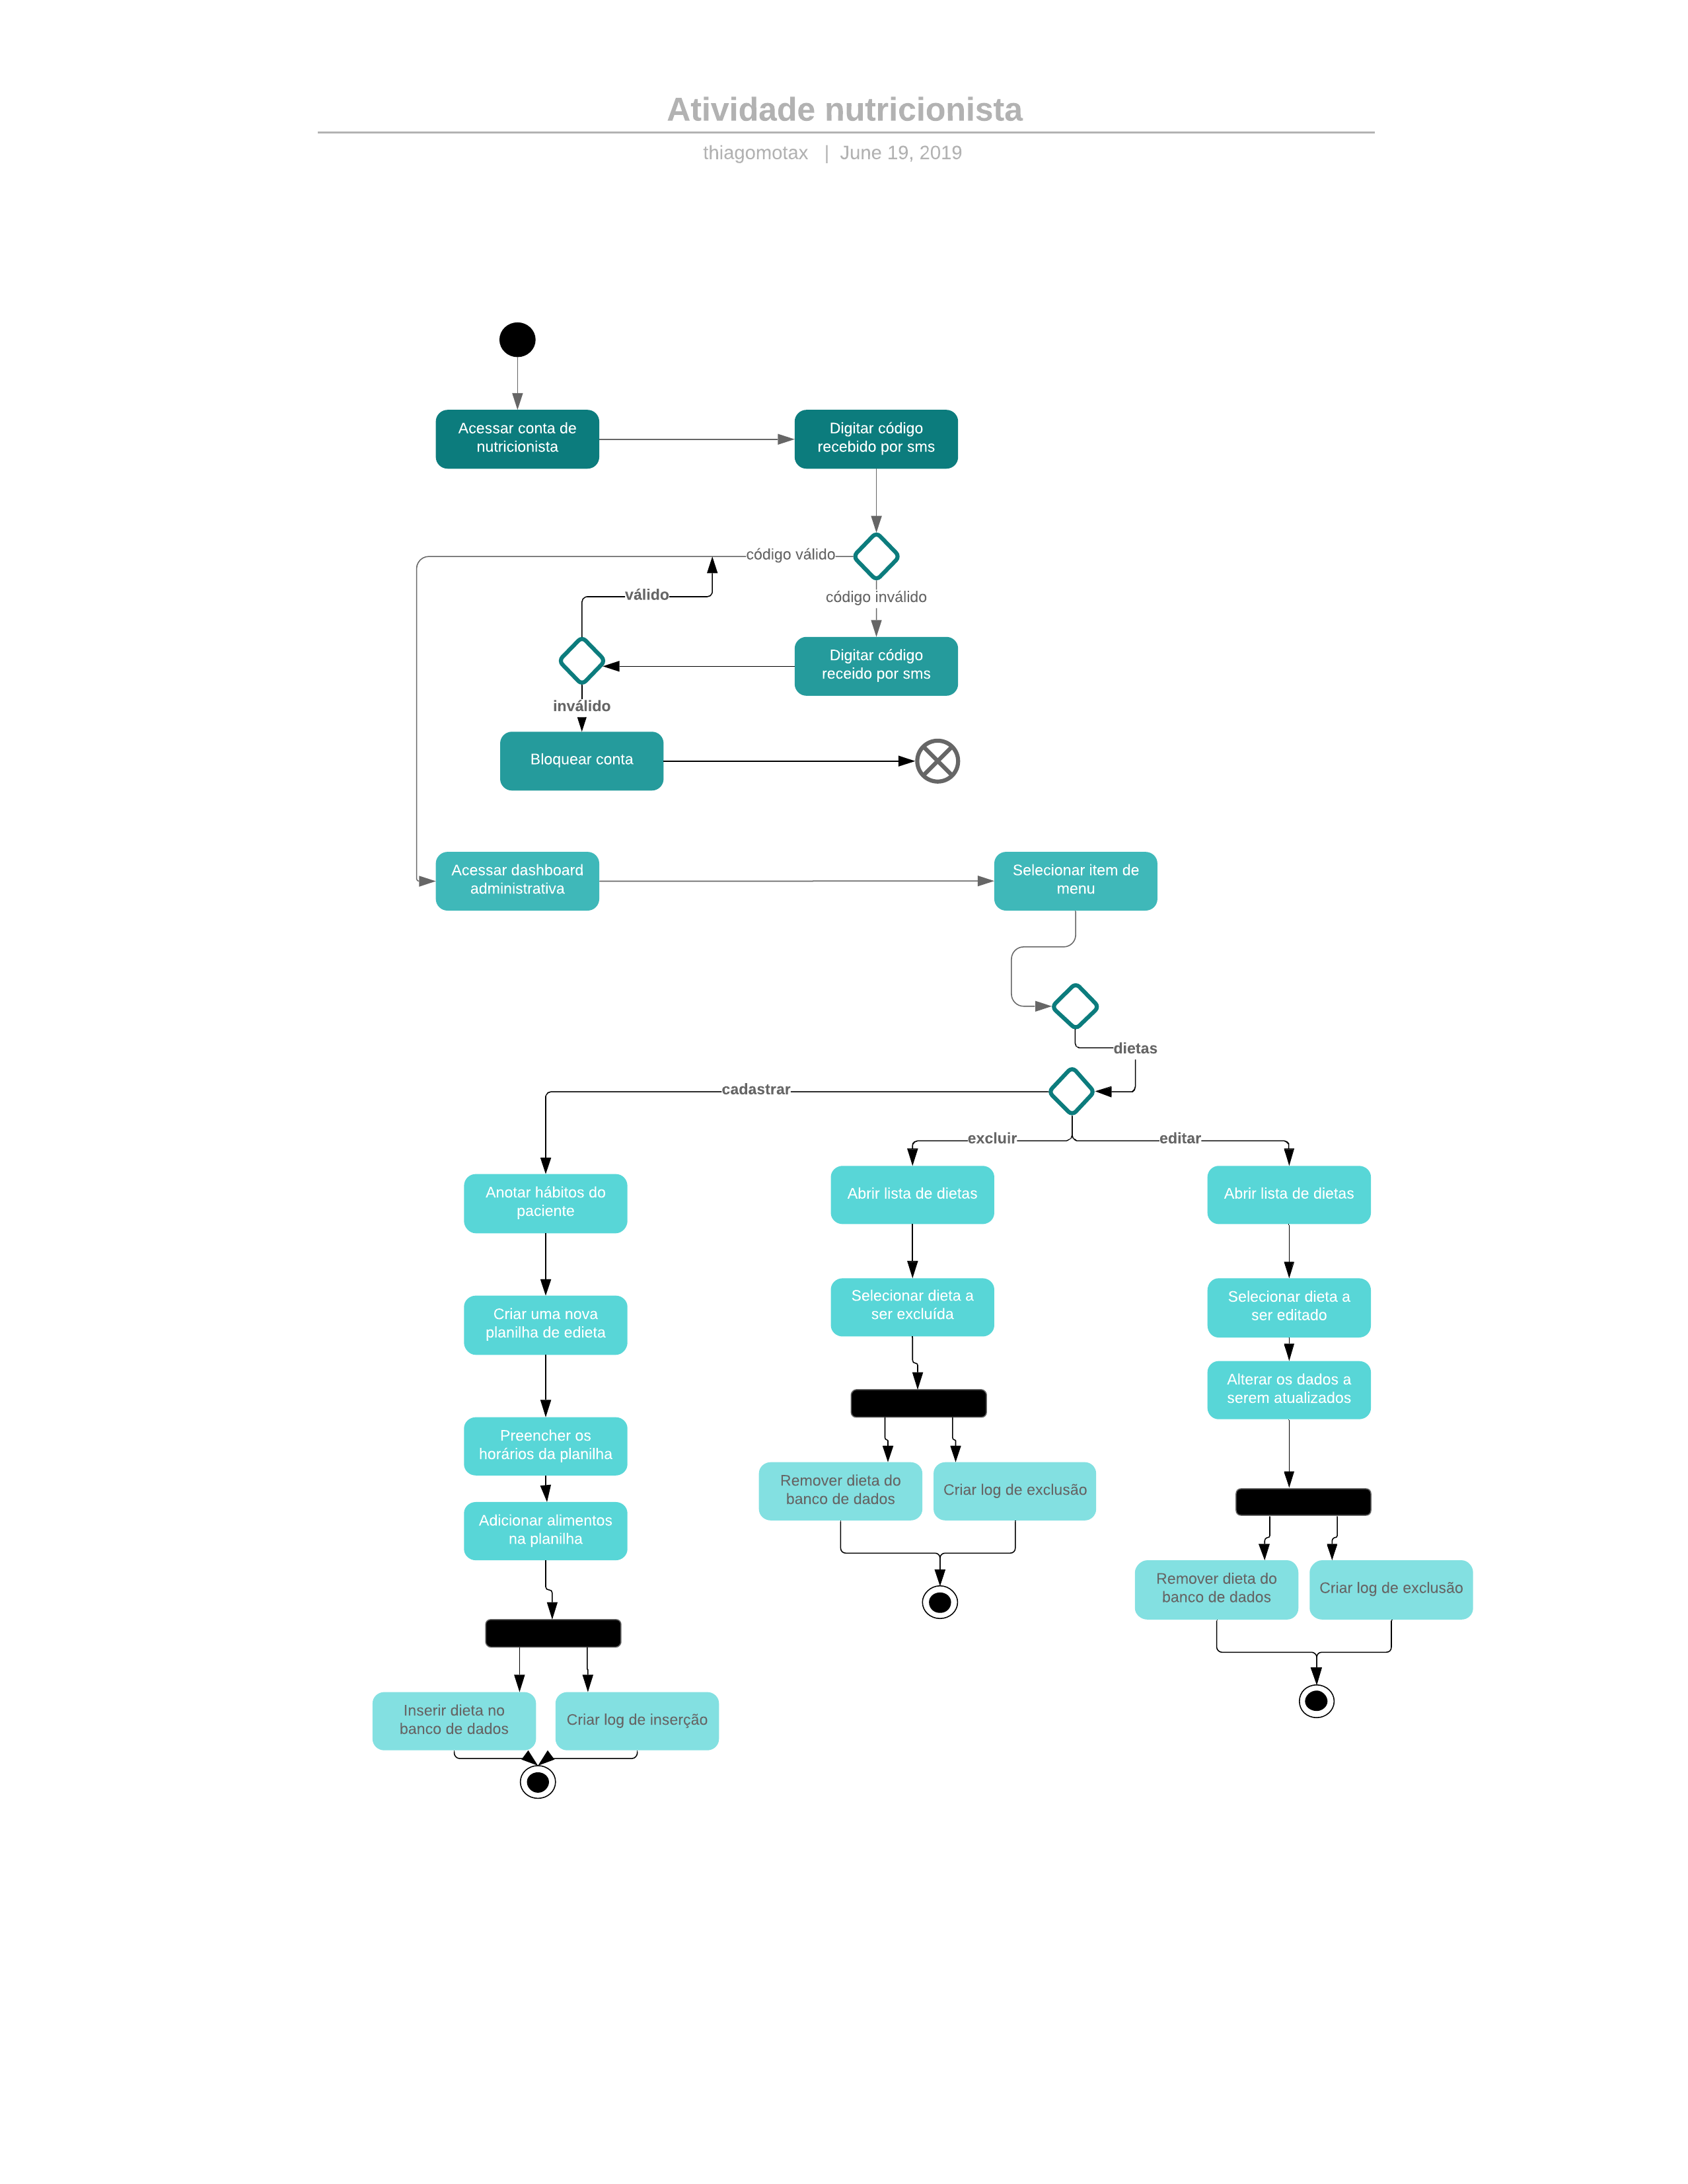 Atividade nutricionista
thiagomotax | June 19, 2019
Acessar conta de
nutricionista
Digitar código
recebido por sms
código válido
código inválido
válido
Digitar código
receido por sms
inválido
Bloquear conta
Acessar dashboard
administrativa
Selecionar item de
menu
dietas
cadastrar
excluir
editar
Anotar hábitos do
paciente
Criar uma nova
planilha de edieta
Preencher os
horários da planilha
Adicionar alimentos
na planilha
Inserir dieta no
banco de dados
Criar log de inserção
Abrir lista de dietas
Selecionar dieta a
ser excluída
Remover dieta do
banco de dados
Criar log de exclusão
Abrir lista de dietas
Selecionar dieta a
ser editado
Alterar os dados a
serem atualizados
Remover dieta do
banco de dados
Criar log de exclusão